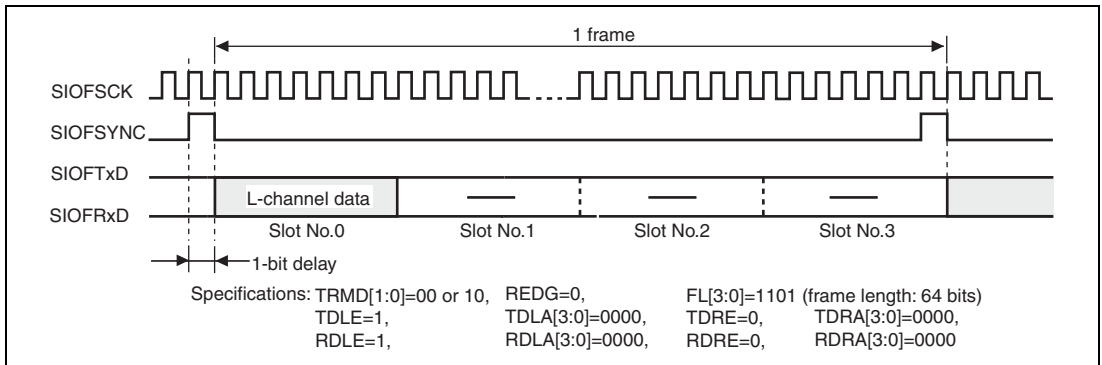 1 frame
SIOFSCK
SIOFSYNC
SIOFTxD
SIOFRxD
L-channel data
Slot No.0 Slot No.1 Slot No.2 Slot No.3
1-bit delay
Specifications: TRMD[1:0]=00 or 10, REDG=0, FL[3:0]=1101 (frame length: 64 bits)
TDLE=1, TDLA[3:0]=0000, TDRE=0, TDRA[3:0]=0000,
RDLE=1, RDLA[3:0]=0000, RDRE=0, RDRA[3:0]=0000